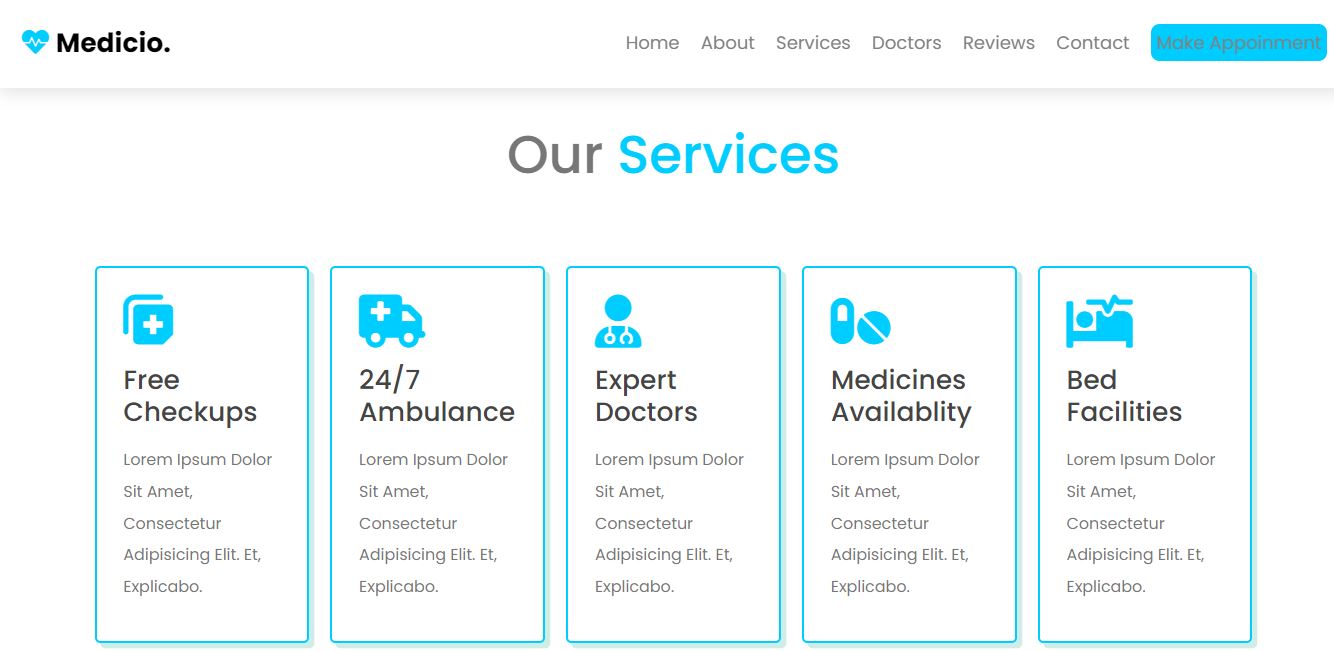 Medicio.
Home About Services Doctors Reviews Contact Make Appoinment
Our Services
Free
Checkups
Lorem Ipsum Dolor
Sit Amet,
Consectetur
Adipisicing Elit. Et,
Explicabo.
24/7
Ambulance
Lorem Ipsum Dolor
Sit Amet,
Consectetur
Adipisicing Elit. Et,
Explicabo.
Expert
Doctors
Lorem Ipsum Dolor
Sit Amet,
Consectetur
Adipisicing Elit. Et,
Explicabo.
Medicines
Availablity
Lorem Ipsum Dolor
Sit Amet,
Consectetur
Adipisicing Elit. Et,
Explicabo.
Bed
Facilities
Lorem Ipsum Dolor
Sit Amet,
Consectetur
Adipisicing Elit. Et,
Explicabo.